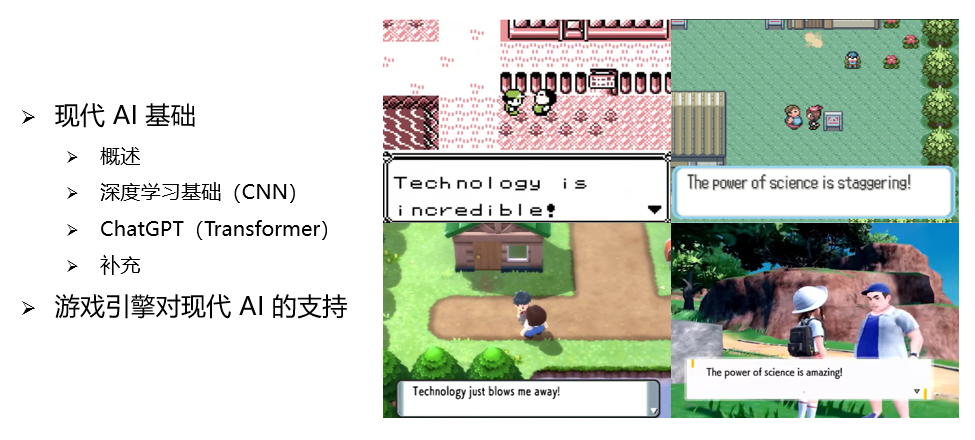 现代 AI 基础
概述
深度学习基础（CNN）
ChatGPT（Transformer）
补充
游戏引擎对现代 AI 的支持
Technology is
incredible!
The power of science is staggering!
Technology just blows me away!
The power of science is amazing!